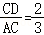 CD/AC = 2/3